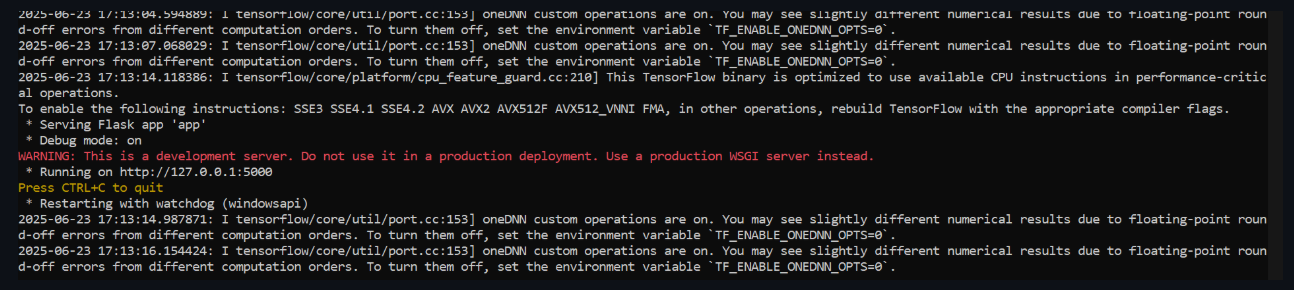 2025-06-23 17:13:04.594889: I tensorflow/core/util/port.cc:153] oneDNN custom operations are on. You may see slightly different numerical results due to floating-point roun
d-off errors from different computation orders. To turn them off, set the environment variable `TF_ENABLE_ONEDNN_OPTS=0`.
2025-06-23 17:13:07.068029: I tensorflow/core/util/port.cc:153] oneDNN custom operations are on. You may see slightly different numerical results due to floating-point roun
d-off errors from different computation orders. To turn them off, set the environment variable `TF_ENABLE_ONEDNN_OPTS=0`.
2025-06-23 17:13:14.118386: I tensorflow/core/platform/cpu_feature_guard.cc:210] This TensorFlow binary is optimized to use available CPU instructions in performance-critic
al operations.
To enable the following instructions: SSE3 SSE4.1 SSE4.2 AVX AVX2 AVX512F AVX512_VNNI FMA, in other operations, rebuild TensorFlow with the appropriate compiler flags.
 * Serving Flask app 'app'
 * Debug mode: on
WARNING: This is a development server. Do not use it in a production deployment. Use a production WSGI server instead.
 * Running on http://127.0.0.1:5000
Press CTRL+C to quit
 * Restarting with watchdog (windowsapi)
2025-06-23 17:13:14.987871: I tensorflow/core/util/port.cc:153] oneDNN custom operations are on. You may see slightly different numerical results due to floating-point roun
d-off errors from different computation orders. To turn them off, set the environment variable `TF_ENABLE_ONEDNN_OPTS=0`.
2025-06-23 17:13:16.154424: I tensorflow/core/util/port.cc:153] oneDNN custom operations are on. You may see slightly different numerical results due to floating-point roun
d-off errors from different computation orders. To turn them off, set the environment variable `TF_ENABLE_ONEDNN_OPTS=0`.